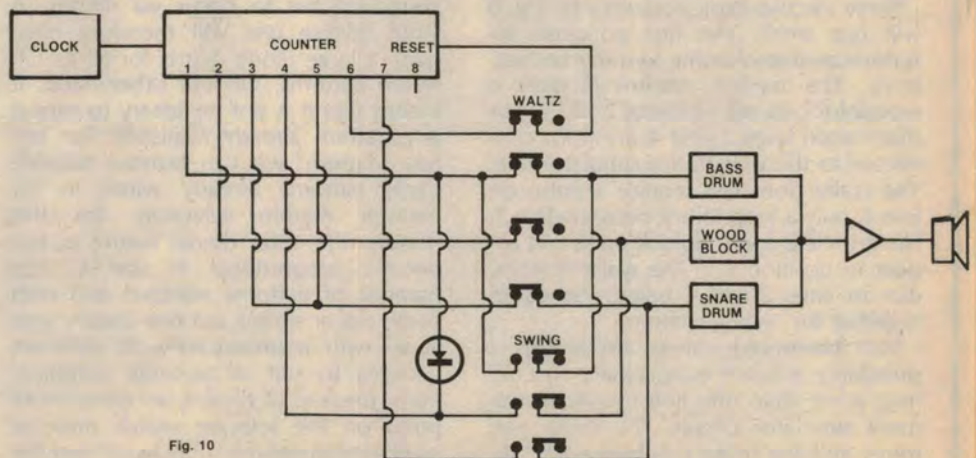 CLOCK
COUNTER
RESET
1 2 3 4 5 6 7 8
WALTZ
BASS
DRUM
WOOD
BLOCK
SNARE
DRUM
SWING
Fig. 10